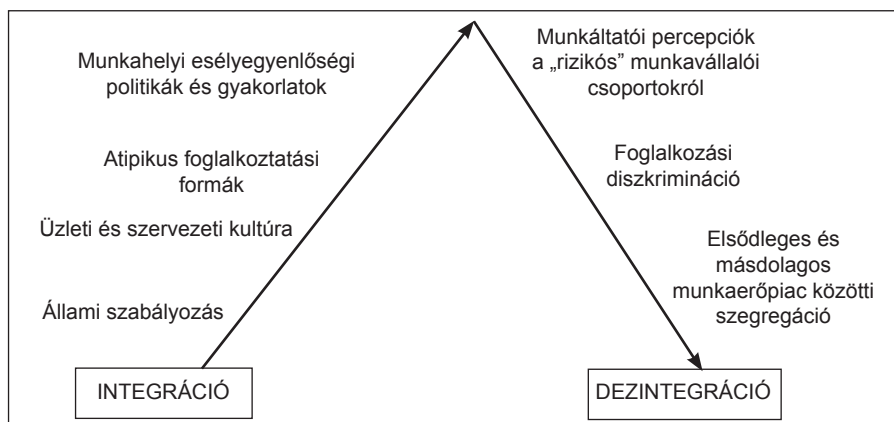 Munkahelyi esélyegyenlőségi
politikák és gyakorlatok
Atipikus foglalkoztatási
formák
Üzleti és szervezeti kultúra
Állami szabályozás
INTEGRÁCIÓ
Munkáltatói percepciók
a „rizikós” munkavállalói
csoportokról
Foglalkozási
diszkrimináció
Elsődleges és
másdolagos
munkaerőpiac közötti
szegregáció
DEZINTEGRÁCIÓ